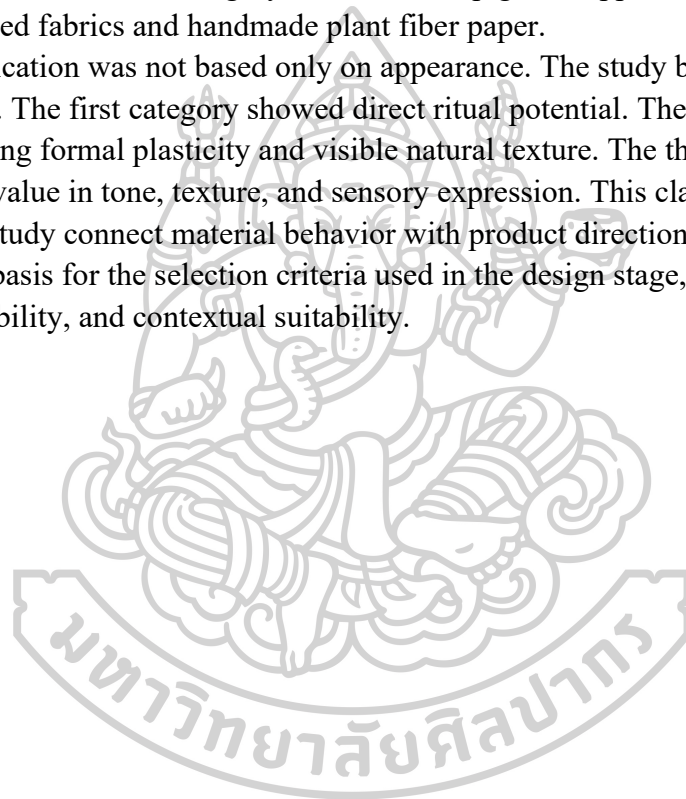 ed fabrics and handmade plant fiber paper.
ication was not based only on appearance. The study b
. The first category showed direct ritual potential. The
ng formal plasticity and visible natural texture. The th
value in tone, texture, and sensory expression. This cla
study connect material behavior with product direction
basis for the selection criteria used in the design stage,
bility, and contextual suitability.
มหาวิทยาลัยศิลปากร